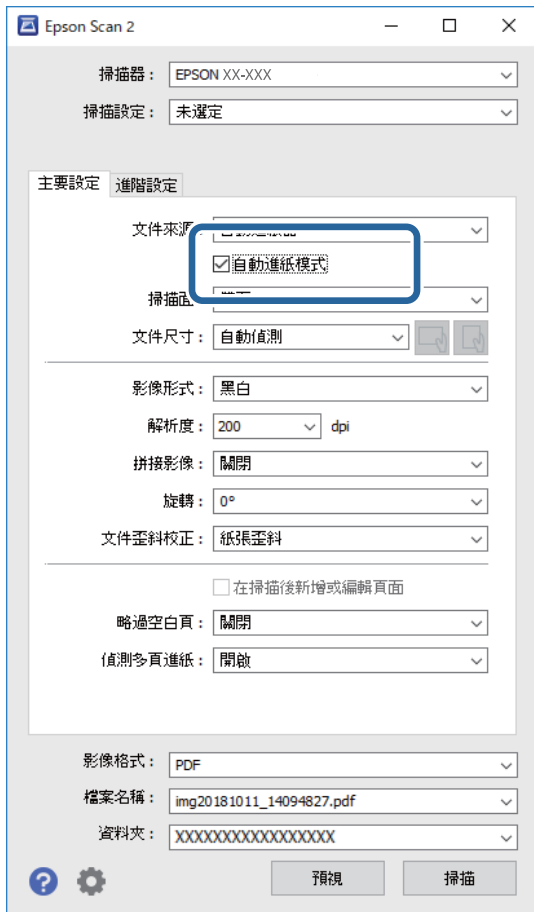 Epson Scan 2
掃描器： EPSON XX-XXX
掃描設定： 未選定
主要設定 進階設定
文件來源：
自動進紙模式
掃描面
文件尺寸： 自動偵測
影像形式： 黑白
解析度： 200 dpi
拼接影像： 關閉
旋轉： 0°
文件歪斜校正： 紙張歪斜
在掃描後新增或編輯頁面
略過空白頁： 關閉
偵測多頁進紙： 開啟
影像格式： PDF
檔案名稱： img20181011_14094827.pdf
資料夾： XXXXXXXXXXXXXXXXX
預視 掃描